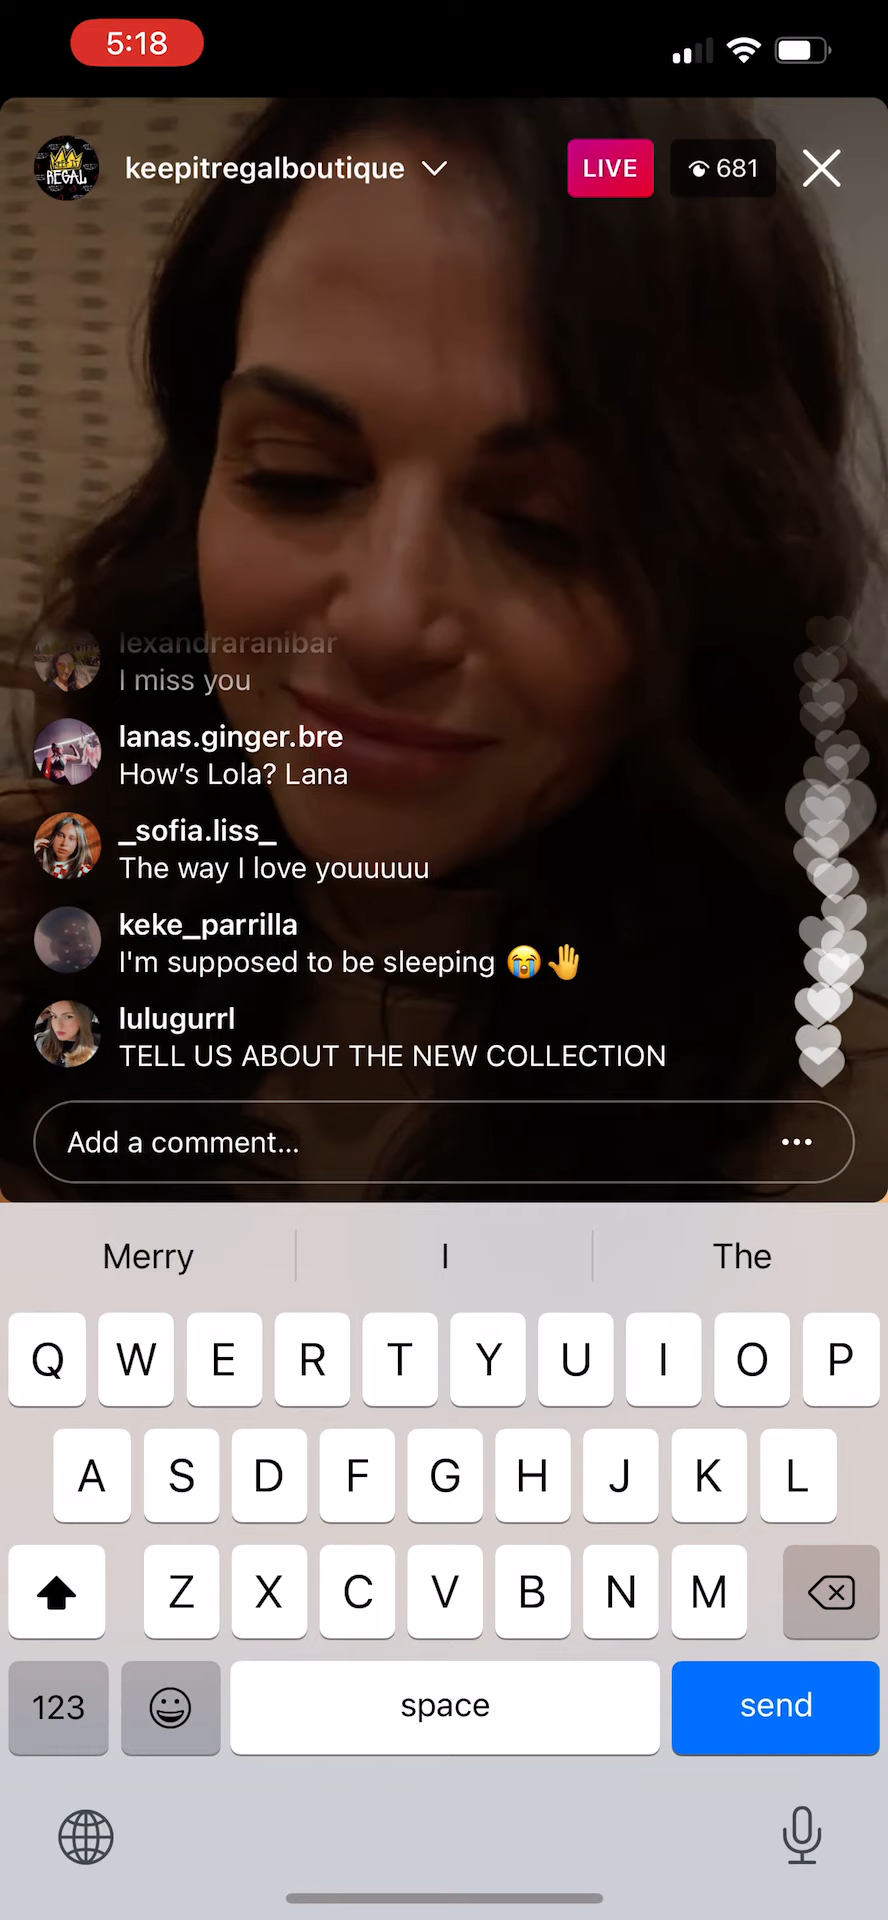 5:18
REGAL
keepitregalboutique
LIVE
681
lexandraranibar
I miss you
lanas.ginger.bre
How’s Lola? Lana
_sofia.liss_
The way I love youuuuu
keke_parrilla
I'm supposed to be sleeping 😭🤚
lulugurrl
TELL US ABOUT THE NEW COLLECTION
Add a comment...
Merry I The
Q W E R T Y U I O P
A S D F G H J K L
Z X C V B N M
123 space send